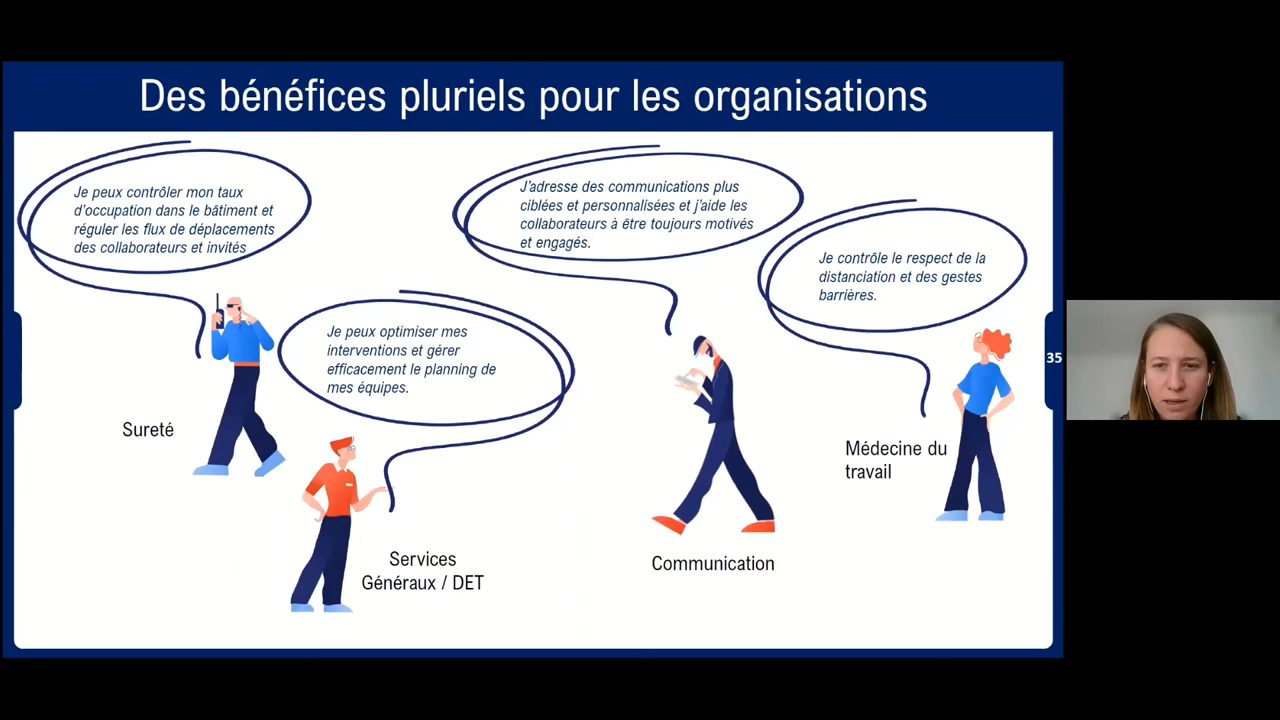 Des bénéfices pluriels pour les organisations
Je peux contrôler mon taux
d'occupation dans le bâtiment et
réguler les flux de déplacements
des collaborateurs et invités
J'adresse des communications plus
ciblées et personnalisées et j'aide les
collaborateurs à être toujours motivés
et engagés.
Je contrôle le respect de la
distanciation et des gestes
barrières.
Je peux optimiser mes
interventions et gérer
efficacement le planning de
mes équipes.
35
Sureté
Médecine du
travail
Services
Généraux / DET
Communication